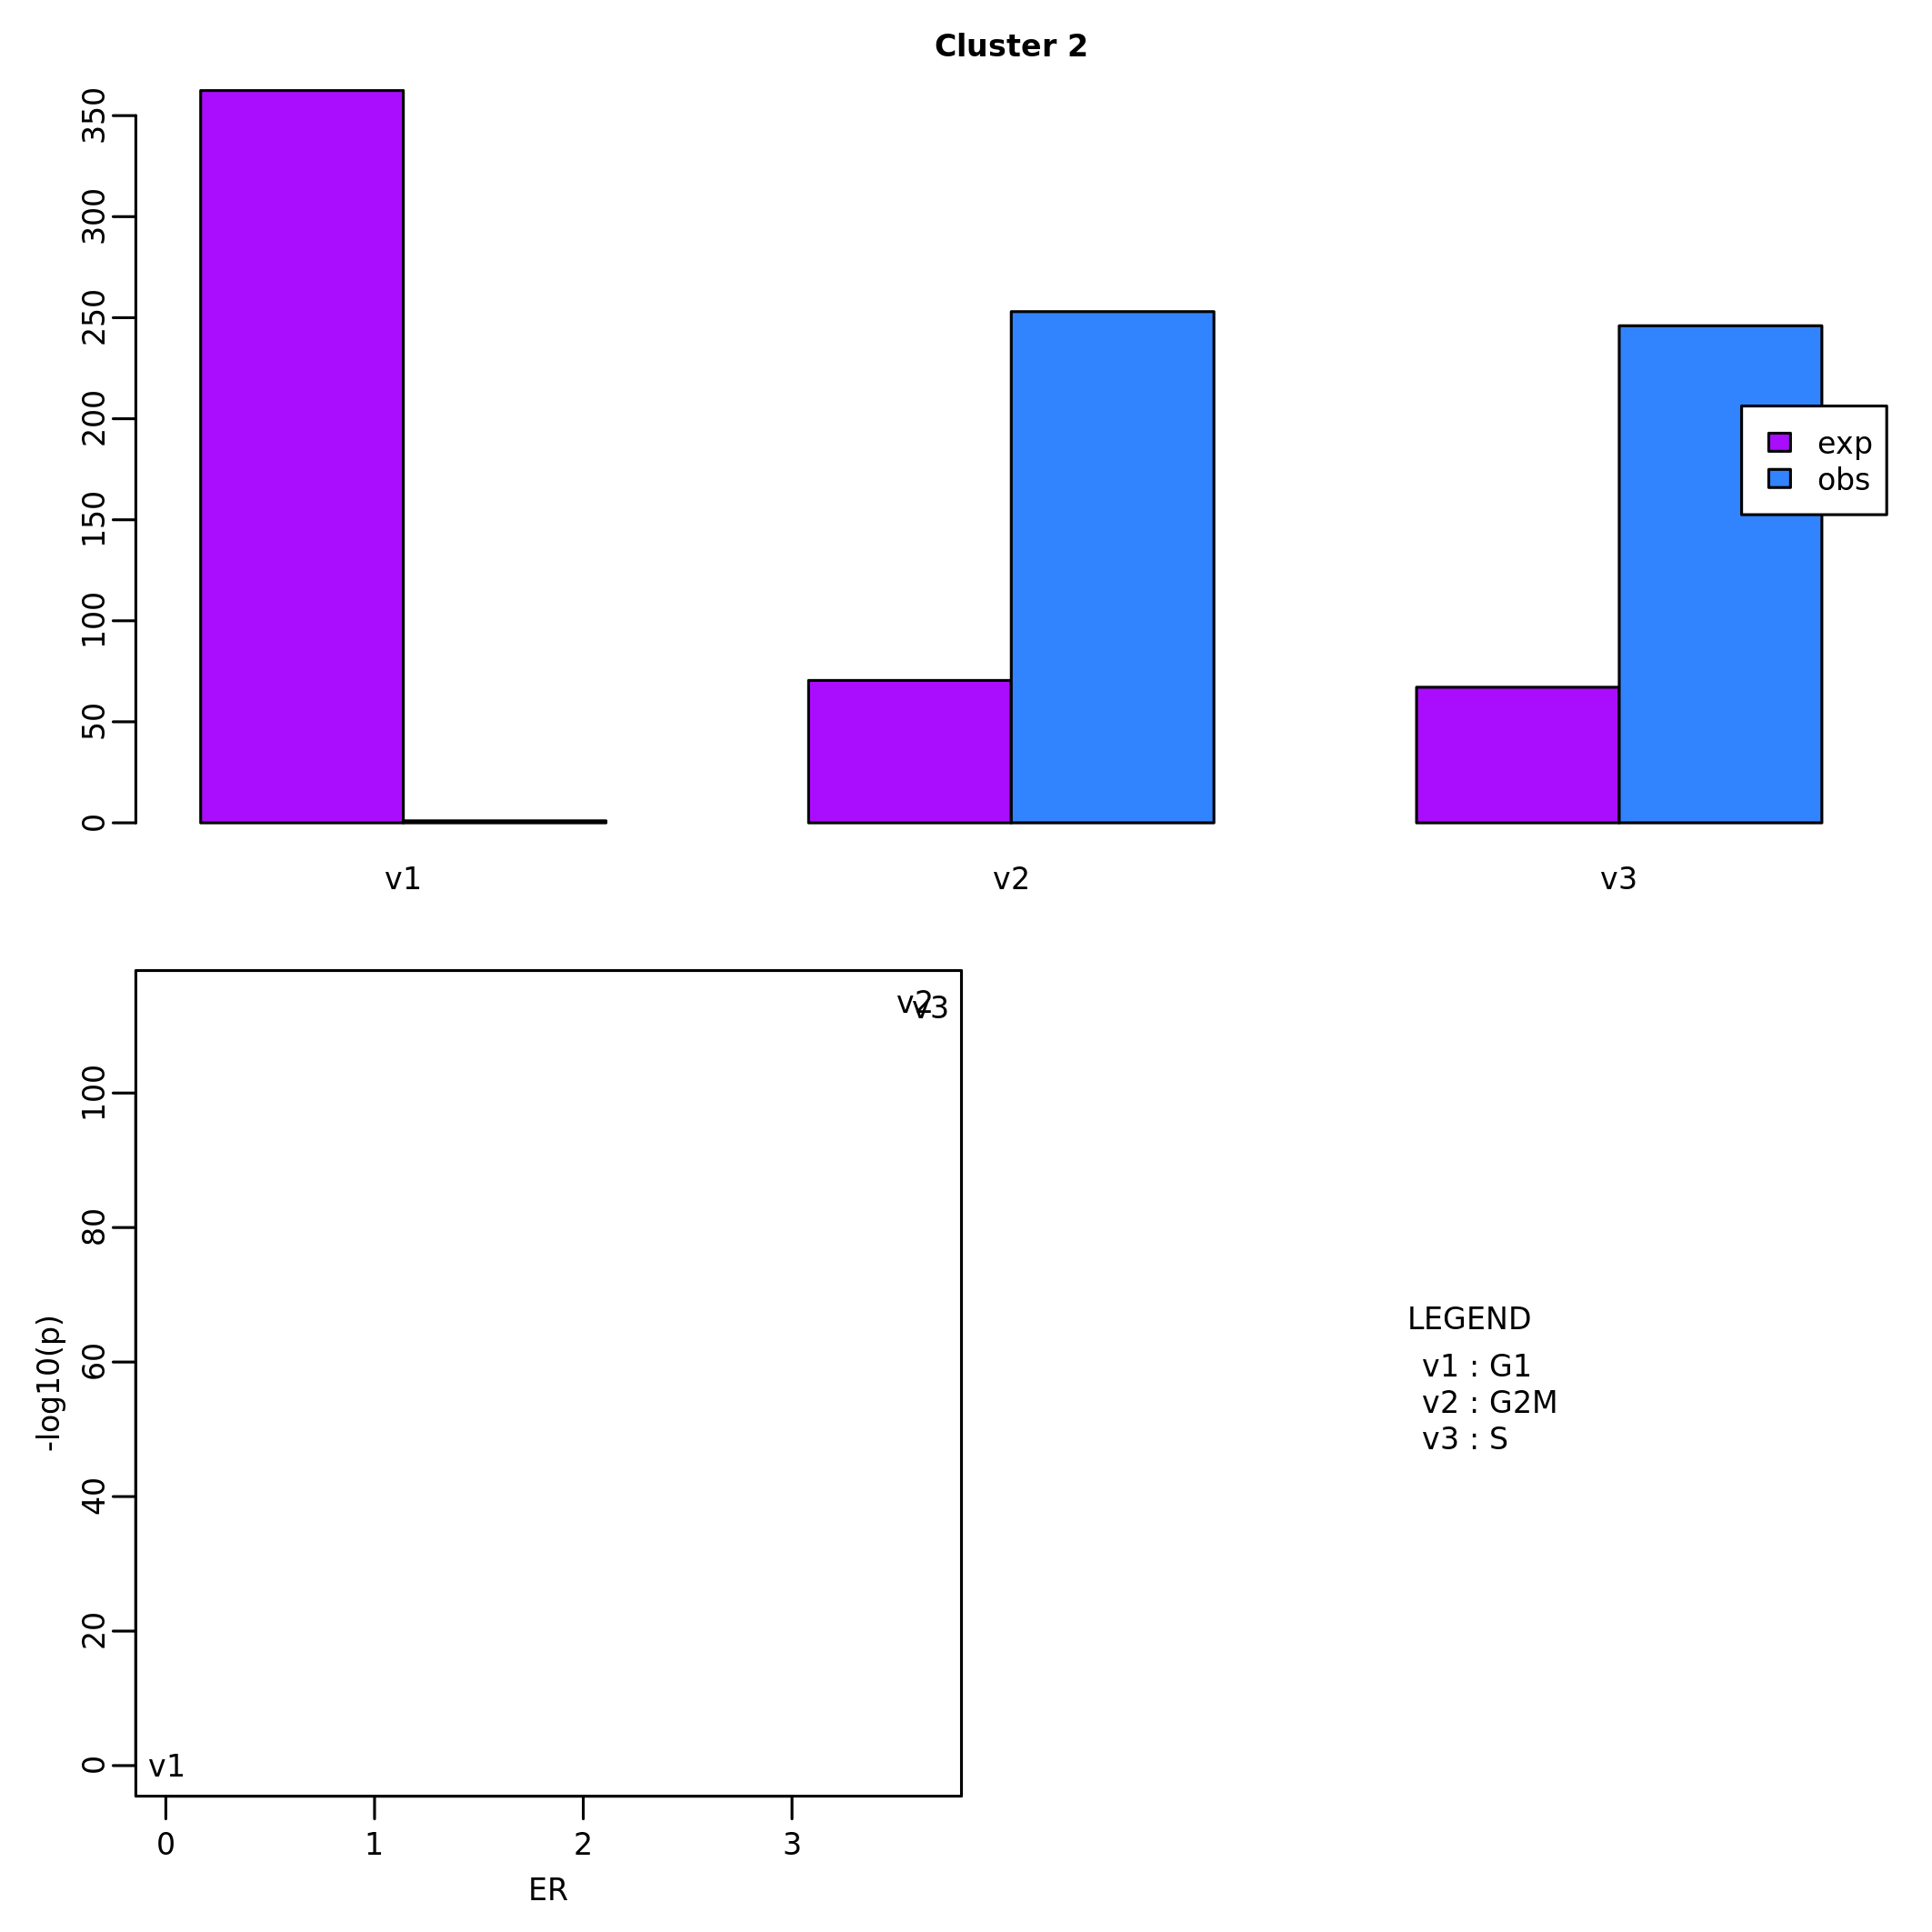 Cluster 2
350
300
250
200
150
100
50
0
exp
obs
v1 v2 v3
v2
v3
v1
100
80
60
40
20
0
-log10(p)
0 1 2 3
ER
LEGEND
v1 : G1
v2 : G2M
v3 : S